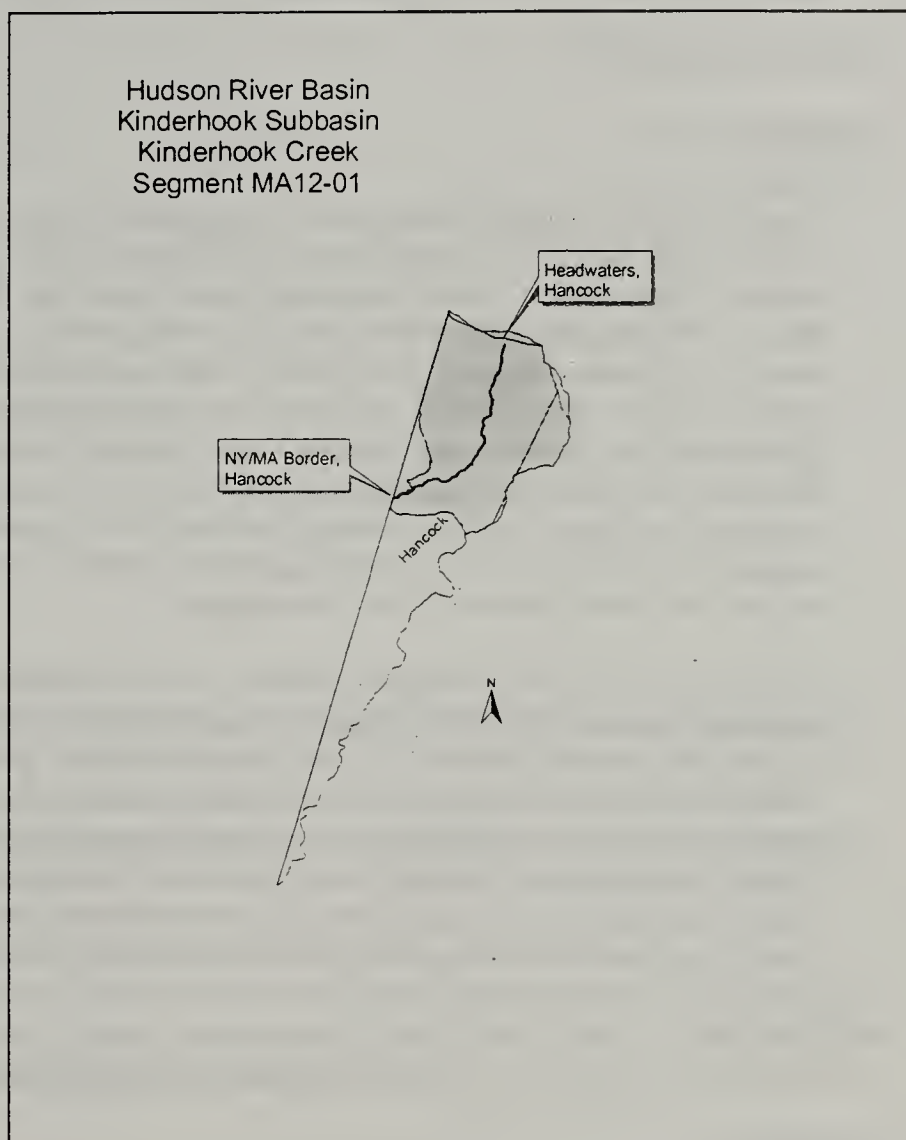 Hudson River Basin
Kinderhook Subbasin
Kinderhook Creek
Segment MA12-01
Headwaters,
Hancock
NY/MA Border,
Hancock
Hancock
N